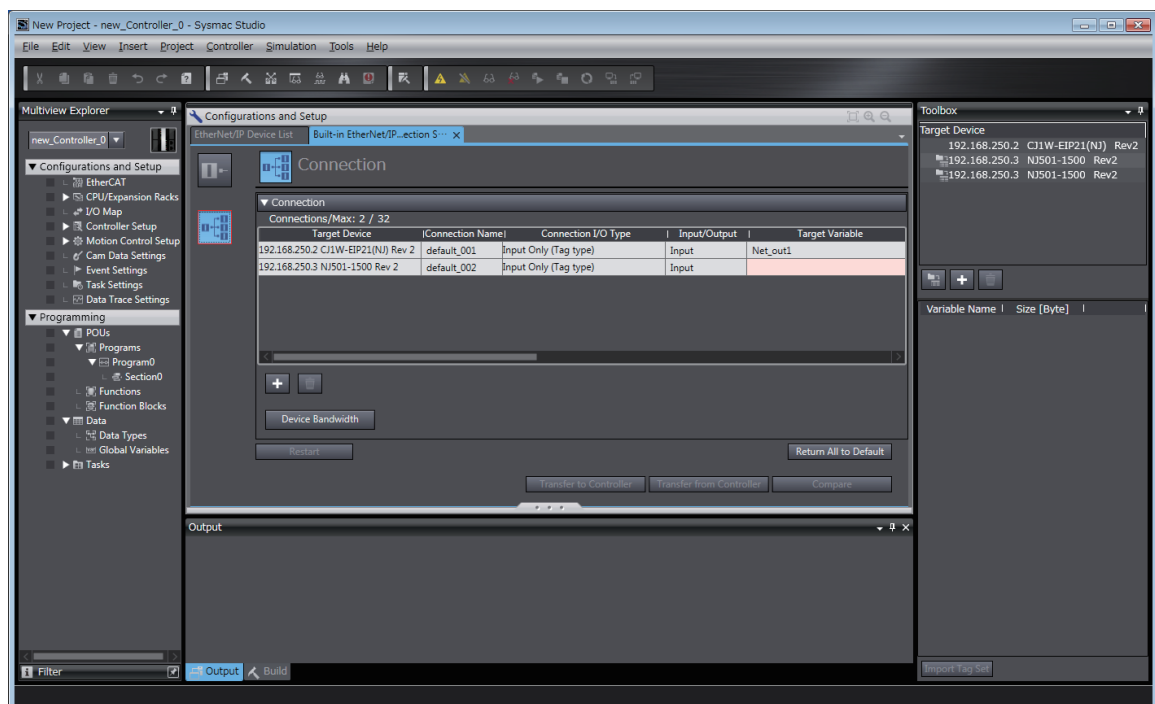 New Project - new_Controller_0 - Sysmac Studio
File Edit View Insert Project Controller Simulation Tools Help
Multiview Explorer
new_Controller_0
Configurations and Setup
EtherCAT
CPU/Expansion Racks
I/O Map
Controller Setup
Motion Control Setup
Cam Data Settings
Event Settings
Task Settings
Data Trace Settings
Programming
POUs
Programs
Program0
Section0
Functions
Function Blocks
Data
Data Types
Global Variables
Tasks
Filter
Configurations and Setup
EtherNet/IP Device List Built-in EtherNet/IP...ection S···
Connection
Connection
Connections/Max: 2 / 32
Target Device Connection Name Connection I/O Type Input/Output Target Variable
192.168.250.2 CJ1W-EIP21(NJ) Rev 2 default_001 Input Only (Tag type) Input Net_out1
192.168.250.3 NJ501-1500 Rev 2 default_002 Input Only (Tag type) Input
Device Bandwidth
Restart Return All to Default
Transfer to Controller Transfer from Controller Compare
Output
Output Build
Toolbox
Target Device
192.168.250.2 CJ1W-EIP21(NJ) Rev2
192.168.250.3 NJ501-1500 Rev2
192.168.250.3 NJ501-1500 Rev2
Variable Name Size [Byte]
Import Tag Set